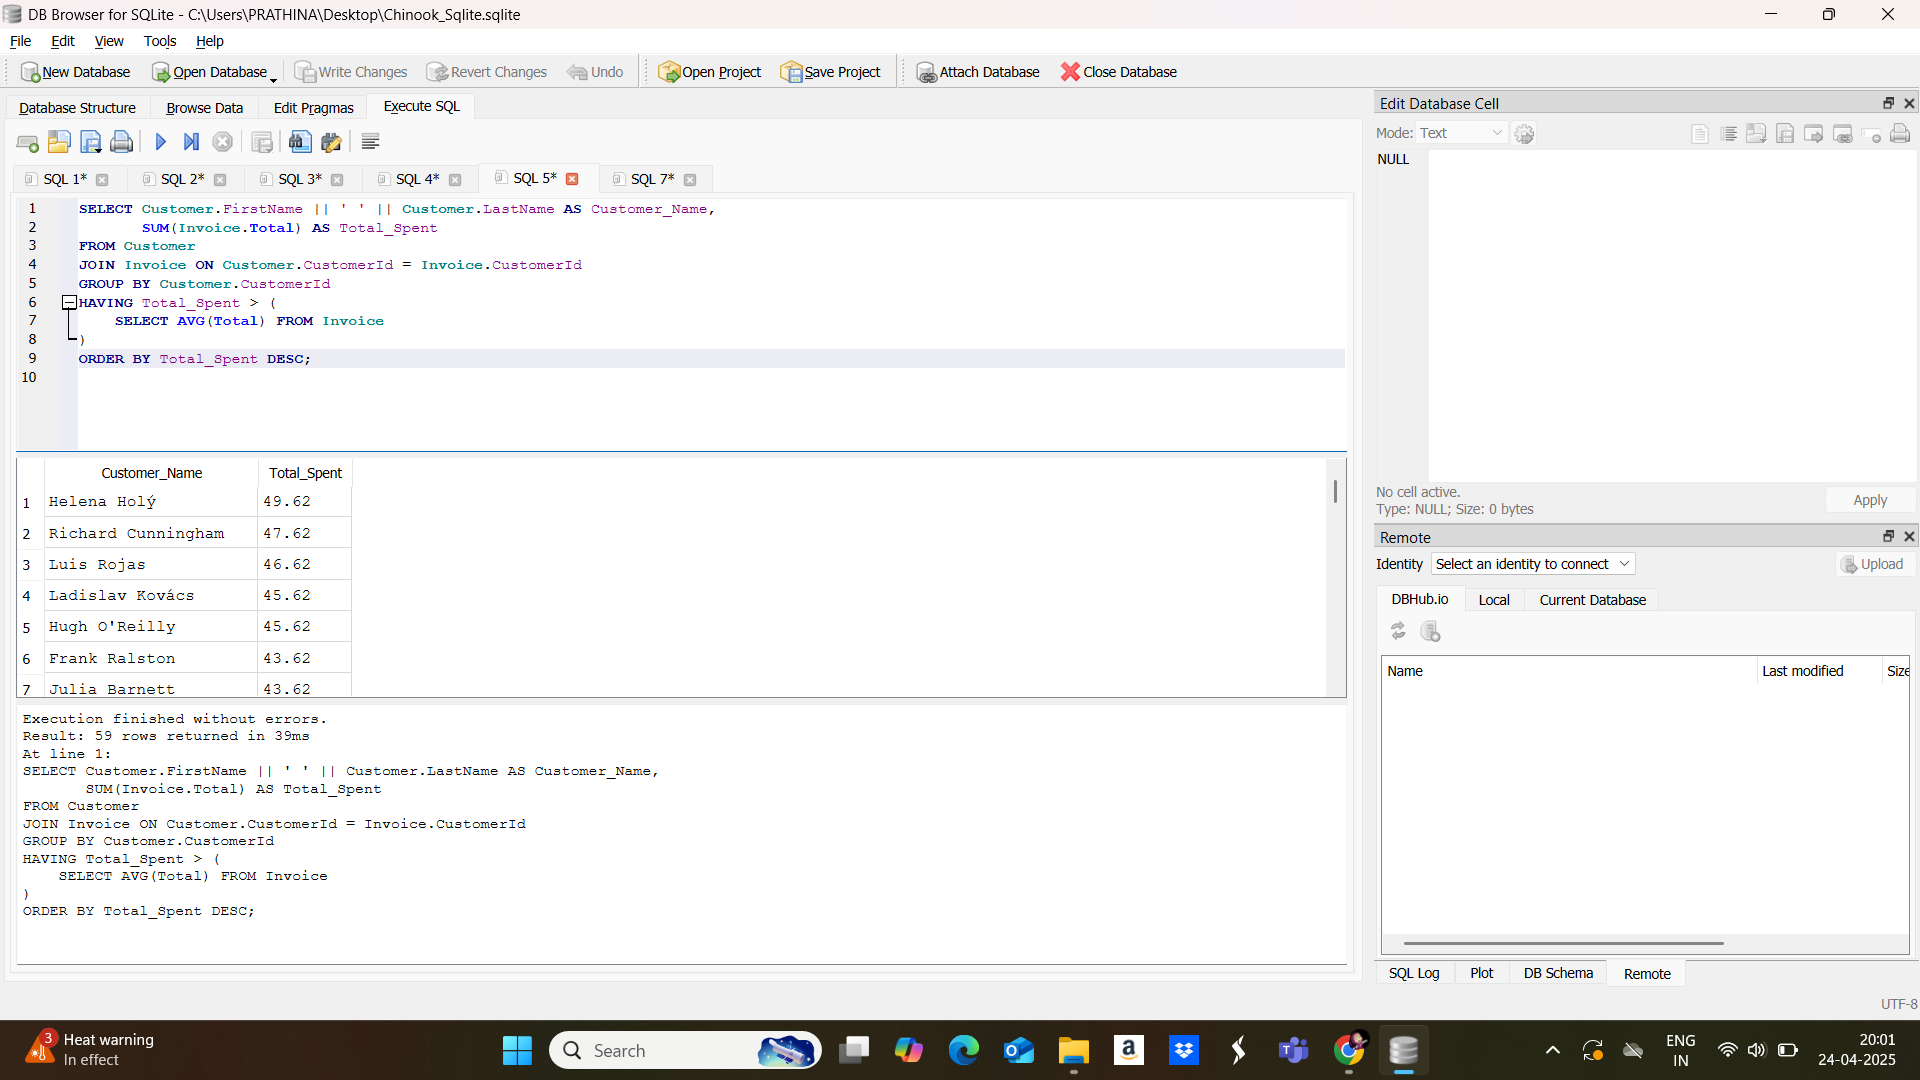 DB Browser for SQLite - C:\Users\PRATHINA\Desktop\Chinook_Sqlite.sqlite
File Edit View Tools Help
New Database Open Database Write Changes Revert Changes Undo Open Project Save Project Attach Database Close Database
Database Structure Browse Data Edit Pragmas Execute SQL
SQL 1* SQL 2* SQL 3* SQL 4* SQL 5* SQL 7*
1 SELECT Customer.FirstName || ' ' || Customer.LastName AS Customer_Name,
2 SUM(Invoice.Total) AS Total_Spent
3 FROM Customer
4 JOIN Invoice ON Customer.CustomerId = Invoice.CustomerId
5 GROUP BY Customer.CustomerId
6 HAVING Total_Spent > (
7 SELECT AVG(Total) FROM Invoice
8 )
9 ORDER BY Total_Spent DESC;
10
Customer_Name Total_Spent
1 Helena Holý 49.62
2 Richard Cunningham 47.62
3 Luis Rojas 46.62
4 Ladislav Kovács 45.62
5 Hugh O'Reilly 45.62
6 Frank Ralston 43.62
7 Julia Barnett 43.62
Execution finished without errors.
Result: 59 rows returned in 39ms
At line 1:
SELECT Customer.FirstName || ' ' || Customer.LastName AS Customer_Name,
SUM(Invoice.Total) AS Total_Spent
FROM Customer
JOIN Invoice ON Customer.CustomerId = Invoice.CustomerId
GROUP BY Customer.CustomerId
HAVING Total_Spent > (
SELECT AVG(Total) FROM Invoice
)
ORDER BY Total_Spent DESC;
Edit Database Cell
Mode: Text
NULL
No cell active.
Type: NULL; Size: 0 bytes
Apply
Remote
Identity Select an identity to connect Upload
DBHub.io Local Current Database
Name Last modified Size
SQL Log Plot DB Schema Remote
UTF-8
3
Heat warning
In effect
Search
a
ENG
IN
20:01
24-04-2025